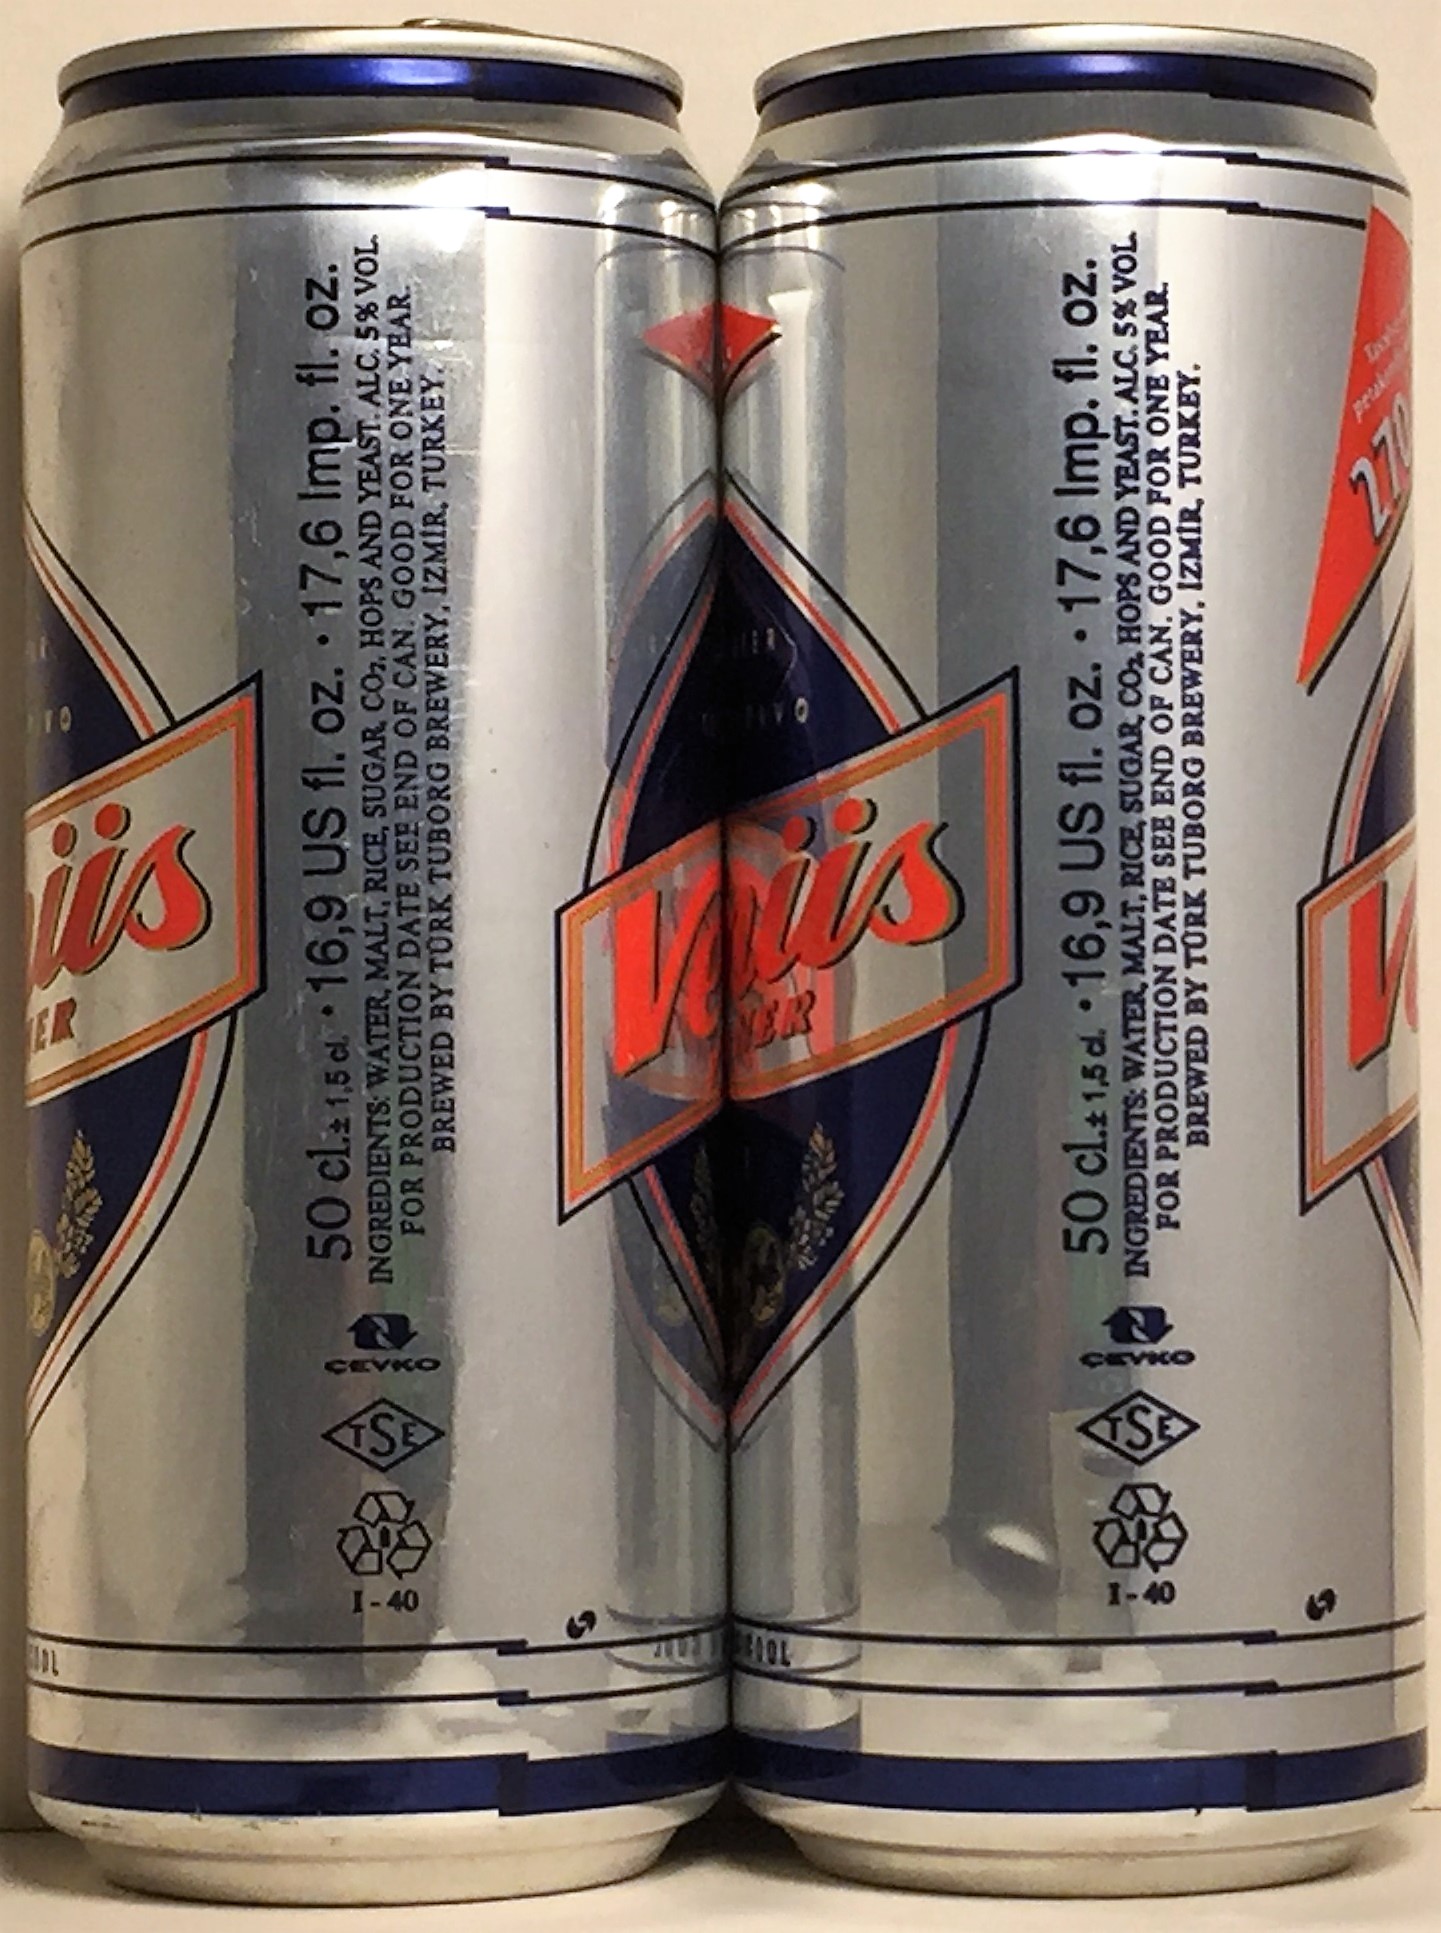 50 cl.± 1,5 cl. • 16,9 US fl. oz. • 17,6 Imp. fl. oz.
INGREDIENTS: WATER, MALT, RICE, SUGAR, CO₂, HOPS AND YEAST. ALC. 5% VOL.
FOR PRODUCTION DATE SEE END OF CAN. GOOD FOR ONE YEAR.
BREWED BY TÜRK TUBORG BREWERY, İZMİR, TURKEY.
ÇEVKO
TSE
I - 40
Venüs
50 cl.± 1,5 cl. • 16,9 US fl. oz. • 17,6 Imp. fl. oz.
INGREDIENTS: WATER, MALT, RICE, SUGAR, CO₂, HOPS AND YEAST. ALC. 5% VOL.
FOR PRODUCTION DATE SEE END OF CAN. GOOD FOR ONE YEAR.
BREWED BY TÜRK TUBORG BREWERY, İZMİR, TURKEY.
ÇEVKO
TSE
I - 40
270